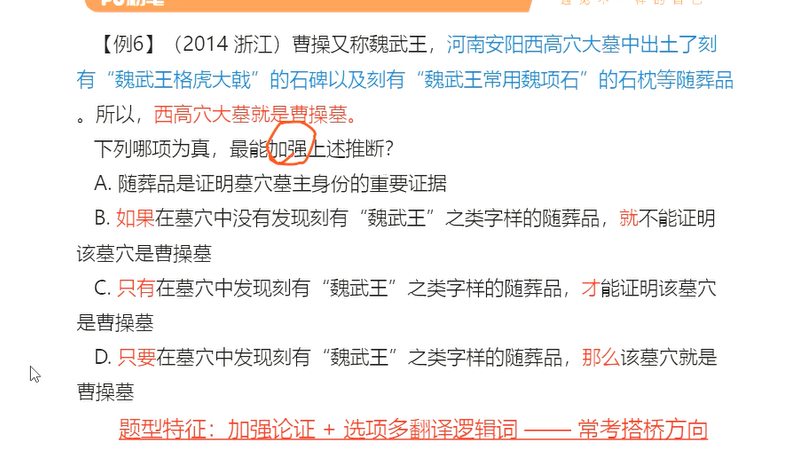 【例6】（2014 浙江）曹操又称魏武王，河南安阳西高穴大墓中出土了刻
有“魏武王格虎大戟”的石碑以及刻有“魏武王常用魏项石”的石枕等随葬品
。所以，西高穴大墓就是曹操墓。
下列哪项为真，最能加强上述推断？
A. 随葬品是证明墓穴墓主身份的重要证据
B. 如果在墓穴中没有发现刻有“魏武王”之类字样的随葬品，就不能证明
该墓穴是曹操墓
C. 只有在墓穴中发现刻有“魏武王”之类字样的随葬品，才能证明该墓穴
是曹操墓
D. 只要在墓穴中发现刻有“魏武王”之类字样的随葬品，那么该墓穴就是
曹操墓
题型特征：加强论证 + 选项多翻译逻辑词 —— 常考搭桥方向